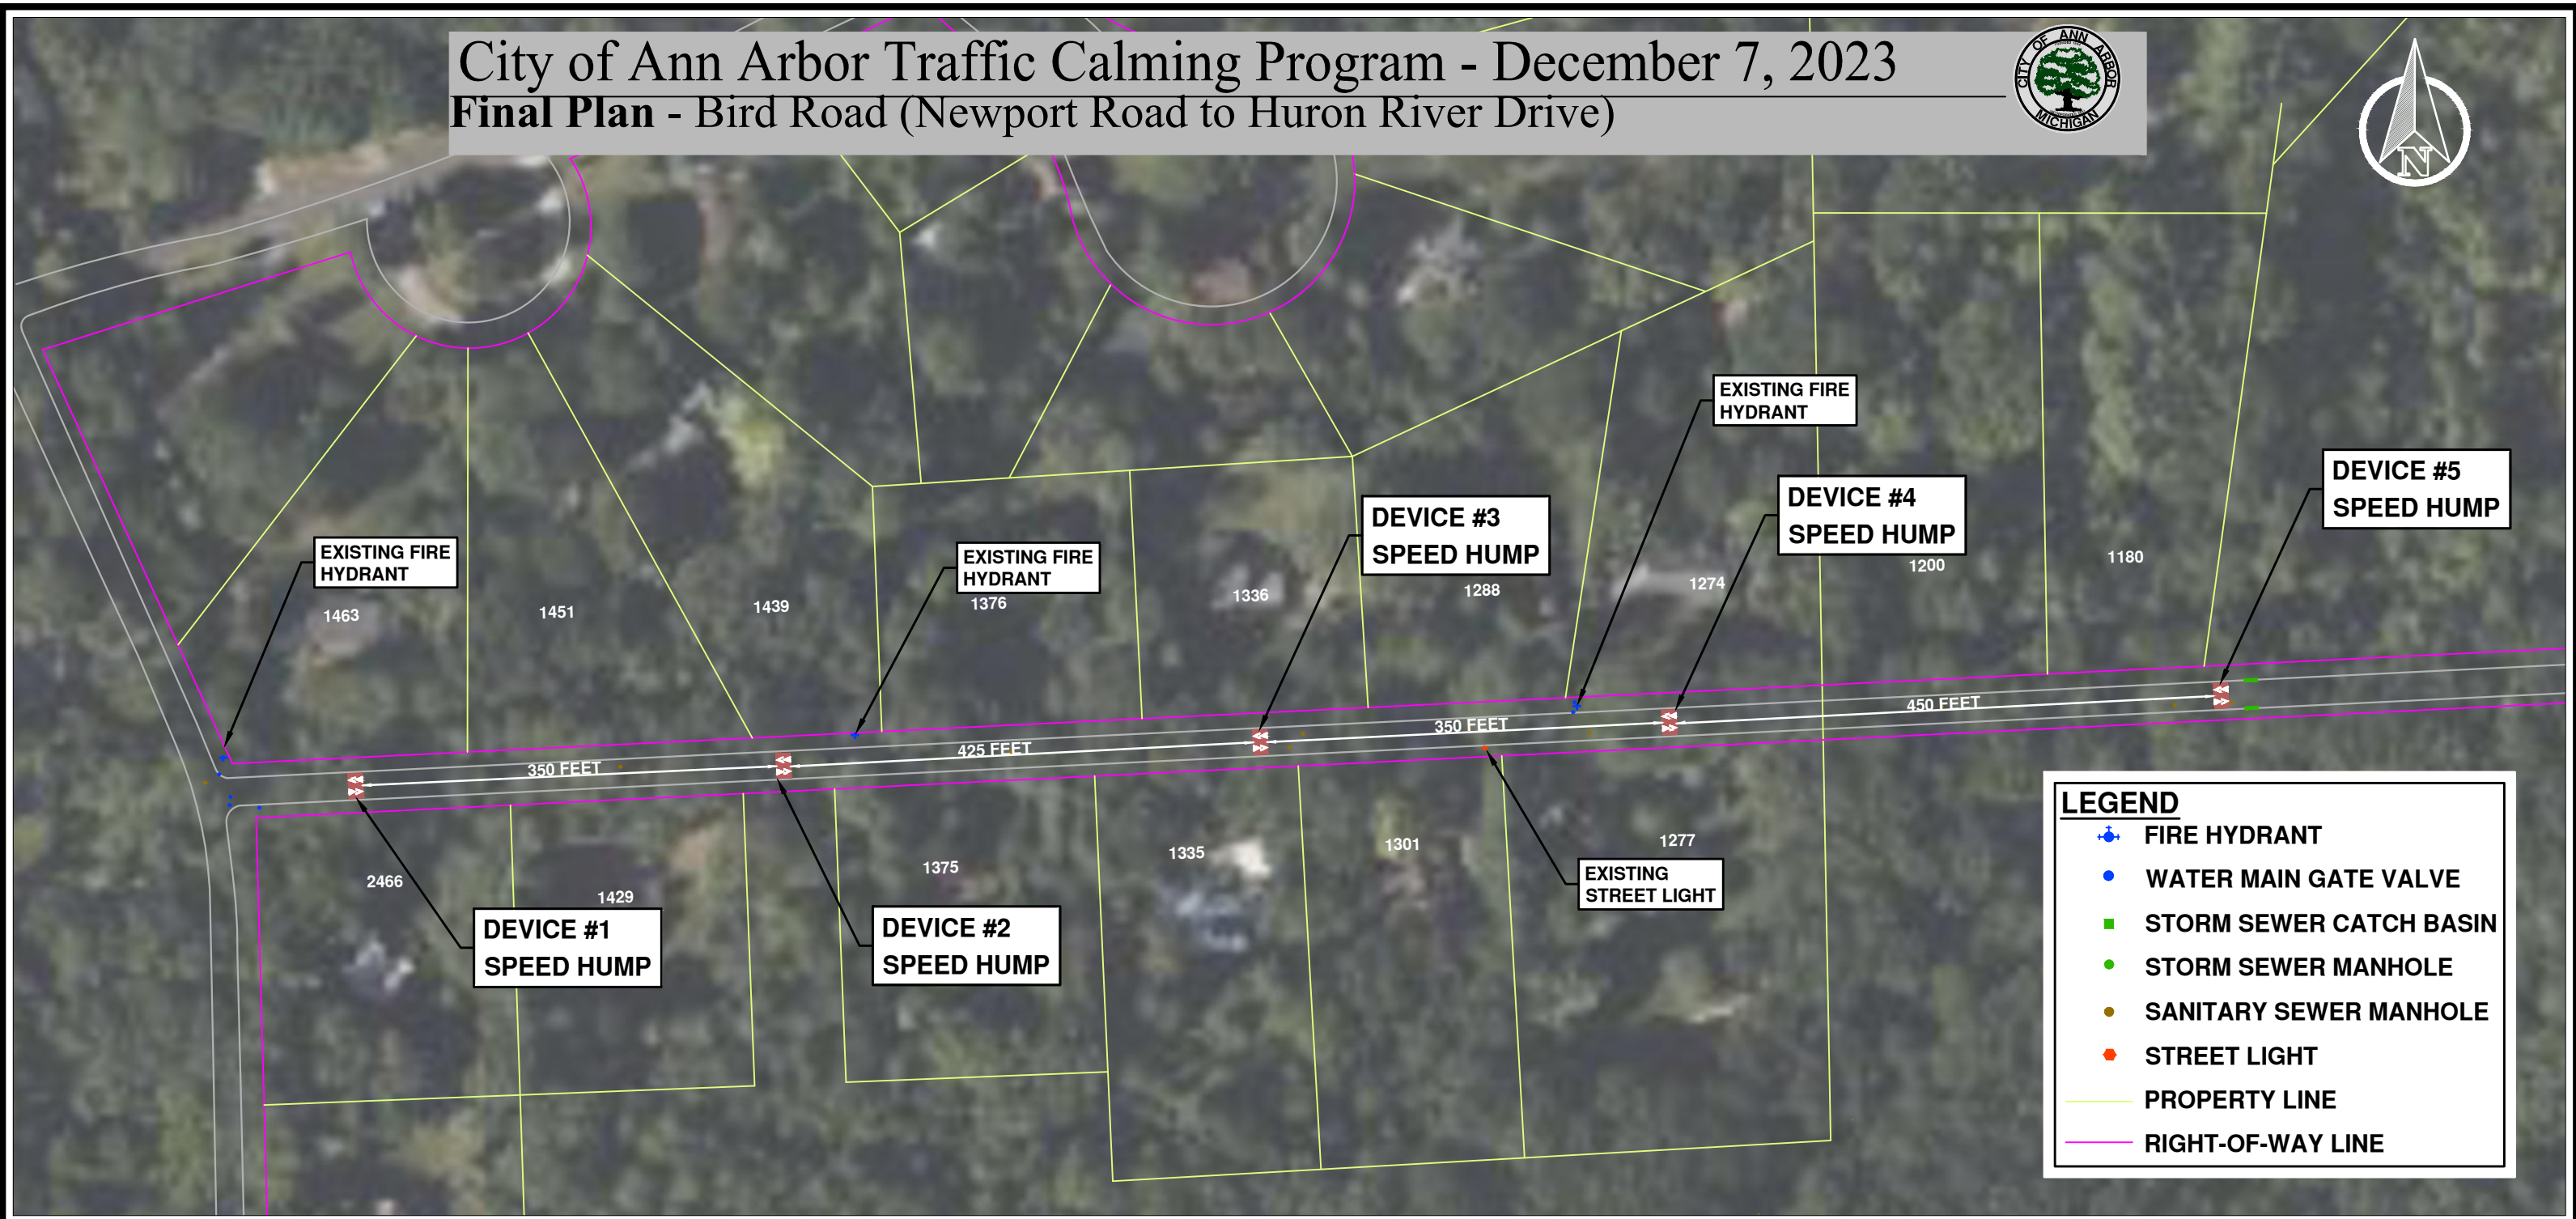 City of Ann Arbor Traffic Calming Program - December 7, 2023
Final Plan - Bird Road (Newport Road to Huron River Drive)
CITY OF ANN ARBOR
MICHIGAN
N
EXISTING FIRE
HYDRANT
DEVICE #5
SPEED HUMP
DEVICE #4
SPEED HUMP
DEVICE #3
SPEED HUMP
EXISTING FIRE
HYDRANT
EXISTING FIRE
HYDRANT
1463
1451
1439
1376
1336
1288
1274
1200
1180
350 FEET
425 FEET
350 FEET
450 FEET
2466
1429
1375
1335
1301
1277
EXISTING
STREET LIGHT
DEVICE #1
SPEED HUMP
DEVICE #2
SPEED HUMP
LEGEND
FIRE HYDRANT
WATER MAIN GATE VALVE
STORM SEWER CATCH BASIN
STORM SEWER MANHOLE
SANITARY SEWER MANHOLE
STREET LIGHT
PROPERTY LINE
RIGHT-OF-WAY LINE